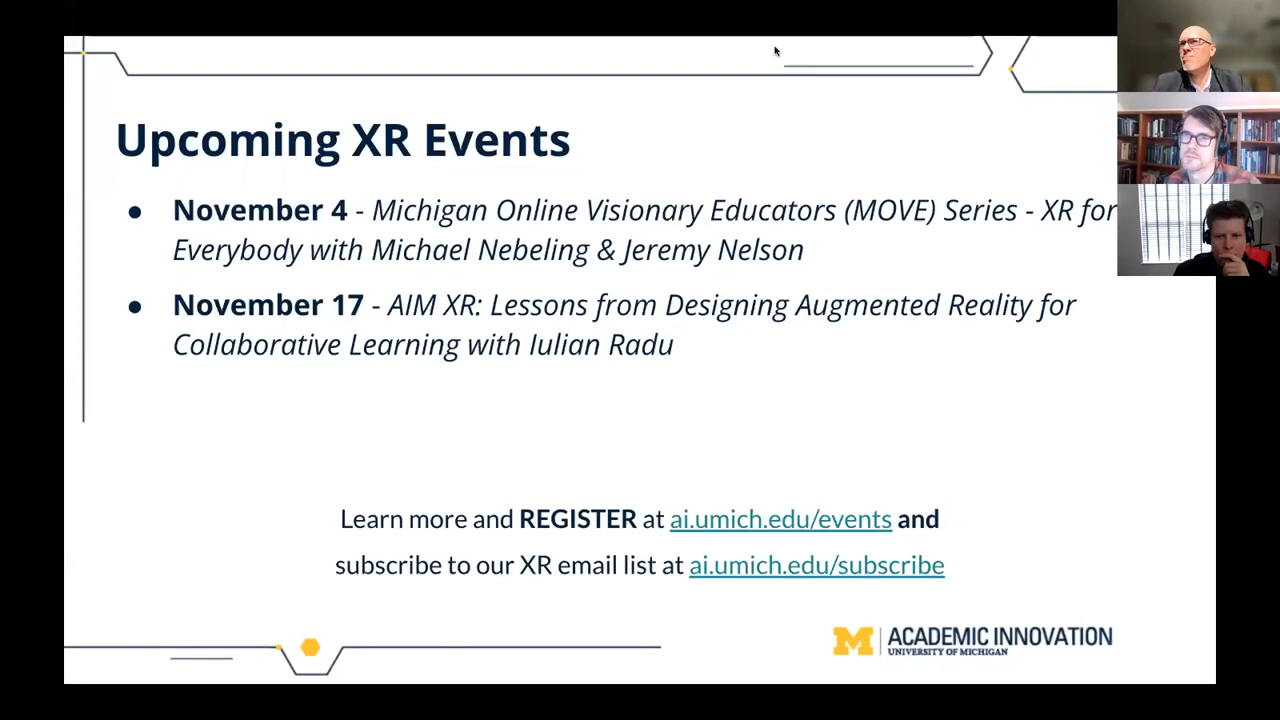 Upcoming XR Events
● November 4 - Michigan Online Visionary Educators (MOVE) Series - XR for
Everybody with Michael Nebeling & Jeremy Nelson
● November 17 - AIM XR: Lessons from Designing Augmented Reality for
Collaborative Learning with Iulian Radu
Learn more and REGISTER at ai.umich.edu/events and
subscribe to our XR email list at ai.umich.edu/subscribe
M ACADEMIC INNOVATION
UNIVERSITY OF MICHIGAN